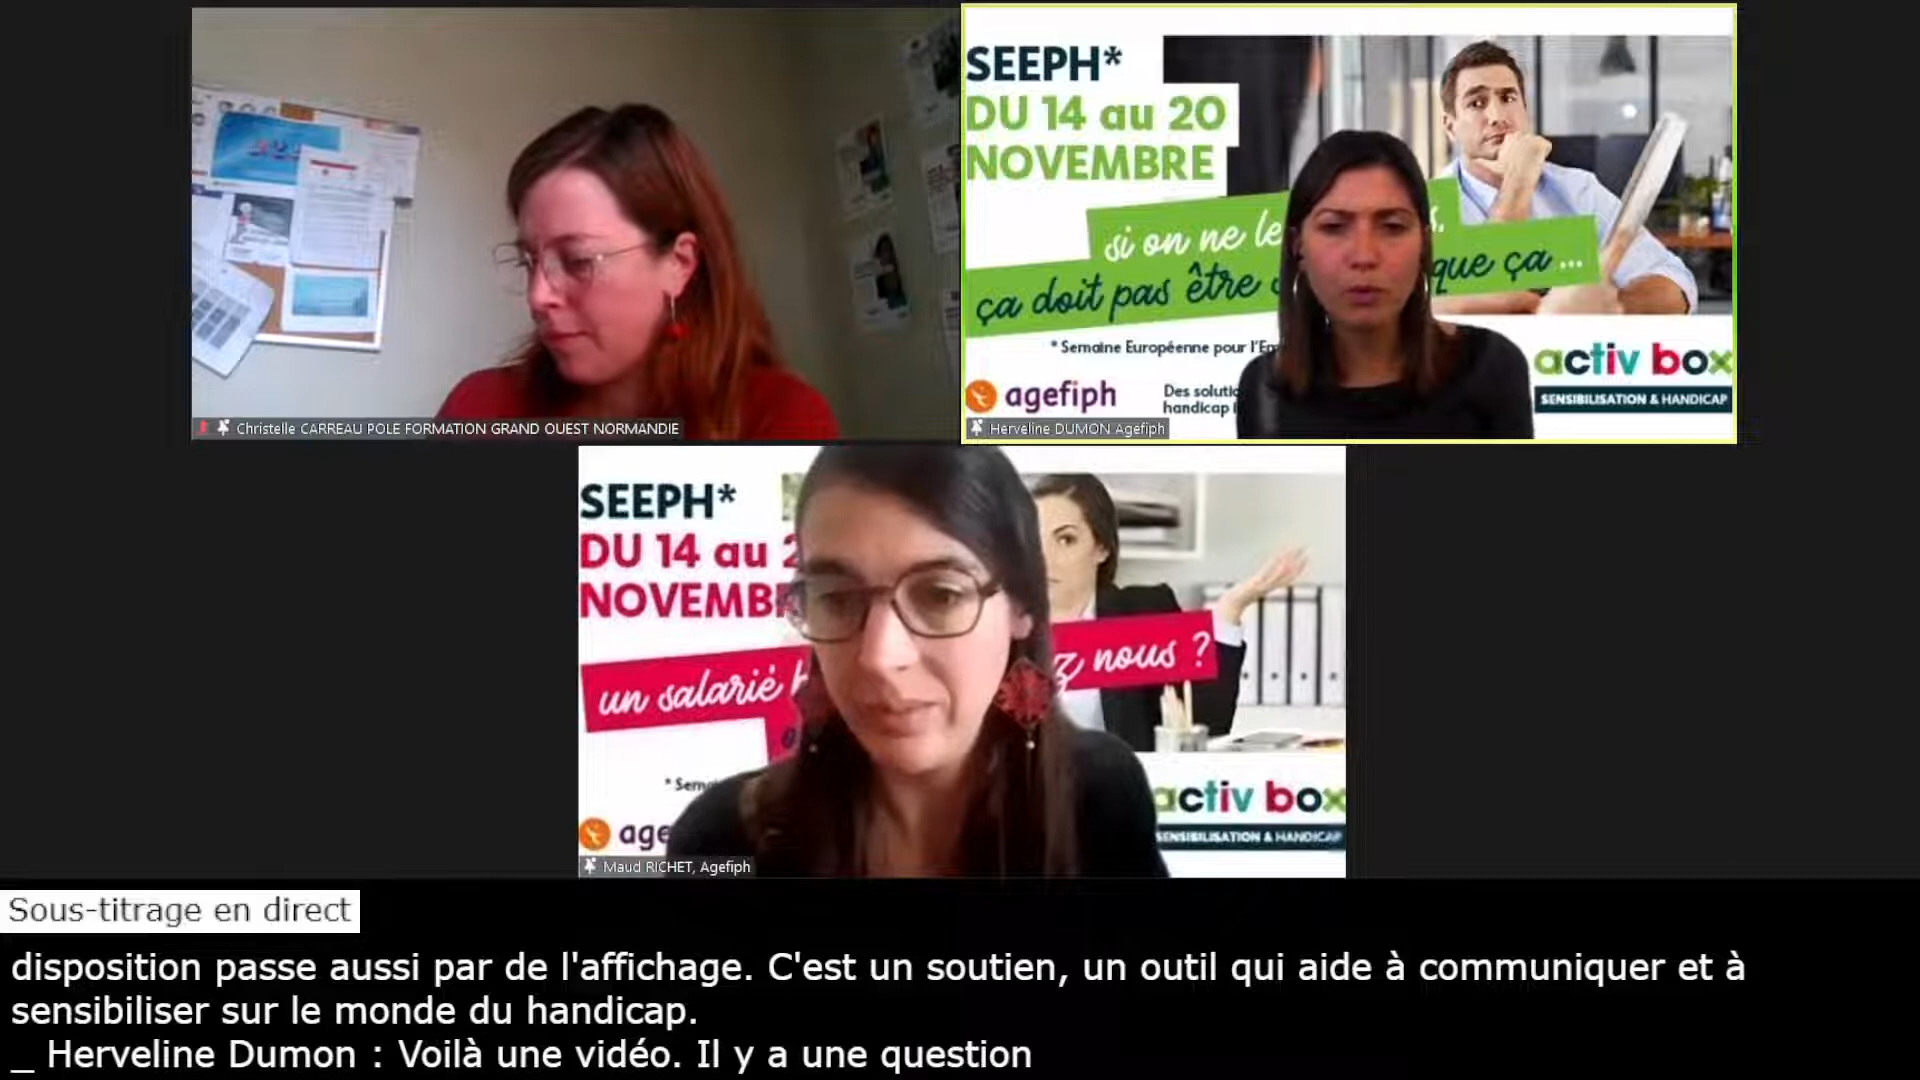 SEEPH*
DU 14 au 20
NOVEMBRE
si on ne le
ça doit pas être
que ça ...
* Semaine Européenne pour l'Em
agefiph
Des solutio
handicap
activ box
SENSIBILISATION & HANDICAP
Christelle CARREAU POLE FORMATION GRAND OUEST NORMANDIE
Herveline DUMON Agefiph
SEEPH*
DU 14 au 2
NOVEMB
un salarié
nous ?
* Sem
age
activ box
SENSIBILISATION & HANDICAP
Maud RICHET, Agefiph
Sous-titrage en direct
disposition passe aussi par de l'affichage. C'est un soutien, un outil qui aide à communiquer et à
sensibiliser sur le monde du handicap.
_ Herveline Dumon : Voilà une vidéo. Il y a une question